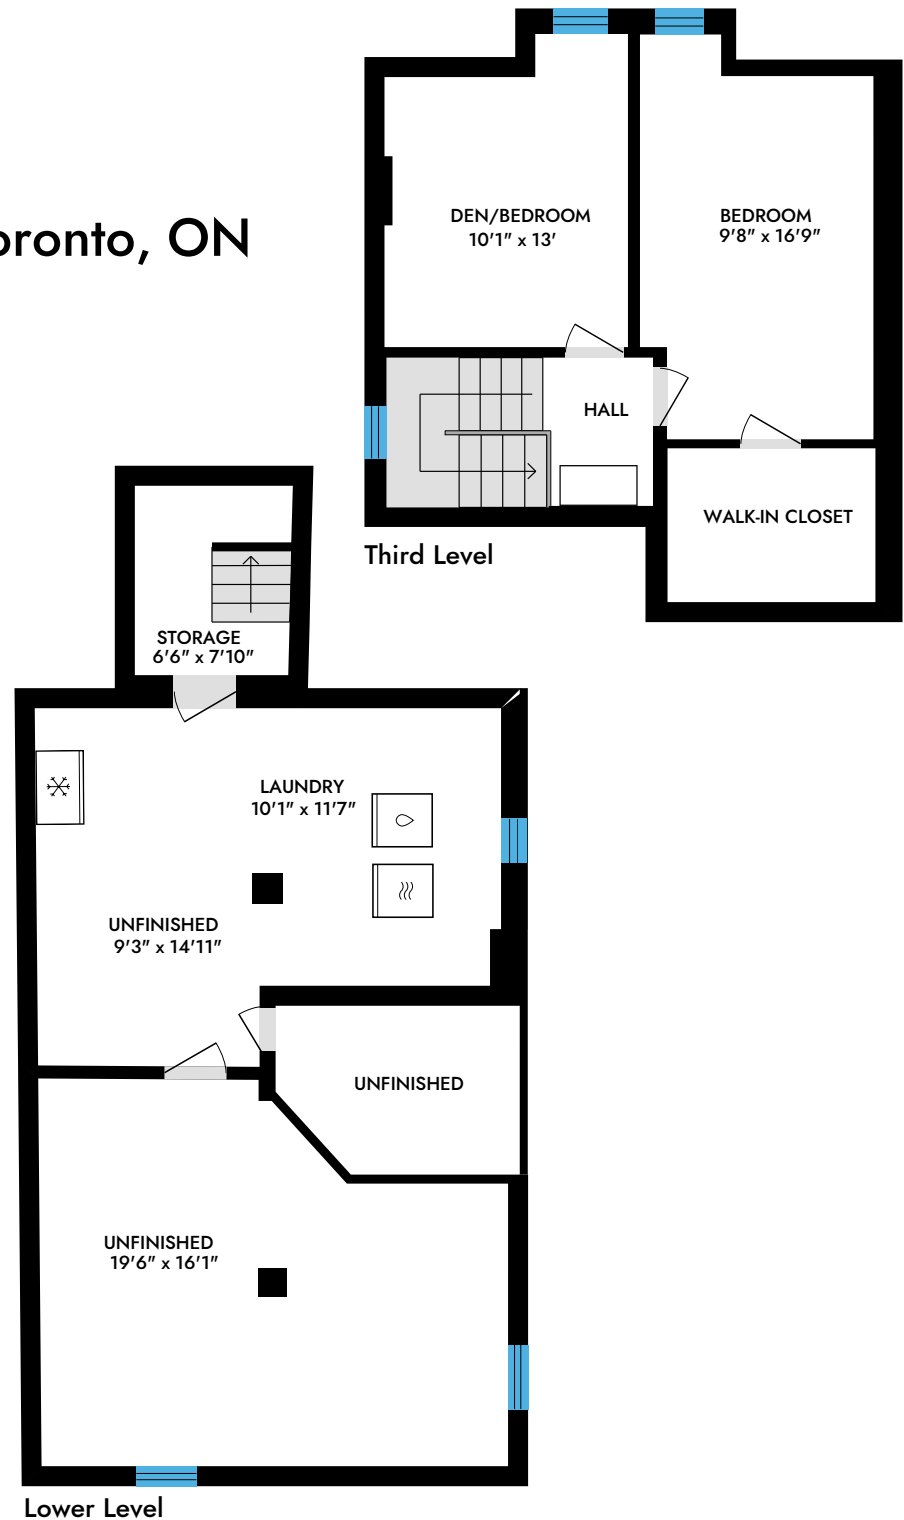 DEN/BEDROOM
10'1" x 13'
BEDROOM
9'8" x 16'9"
HALL
WALK-IN CLOSET
Third Level
ON
STORAGE
6'6" x 7'10"
LAUNDRY
10'1" x 11'7"
UNFINISHED
9'3" x 14'11"
UNFINISHED
UNFINISHED
19'6" x 16'1"
Lower Level